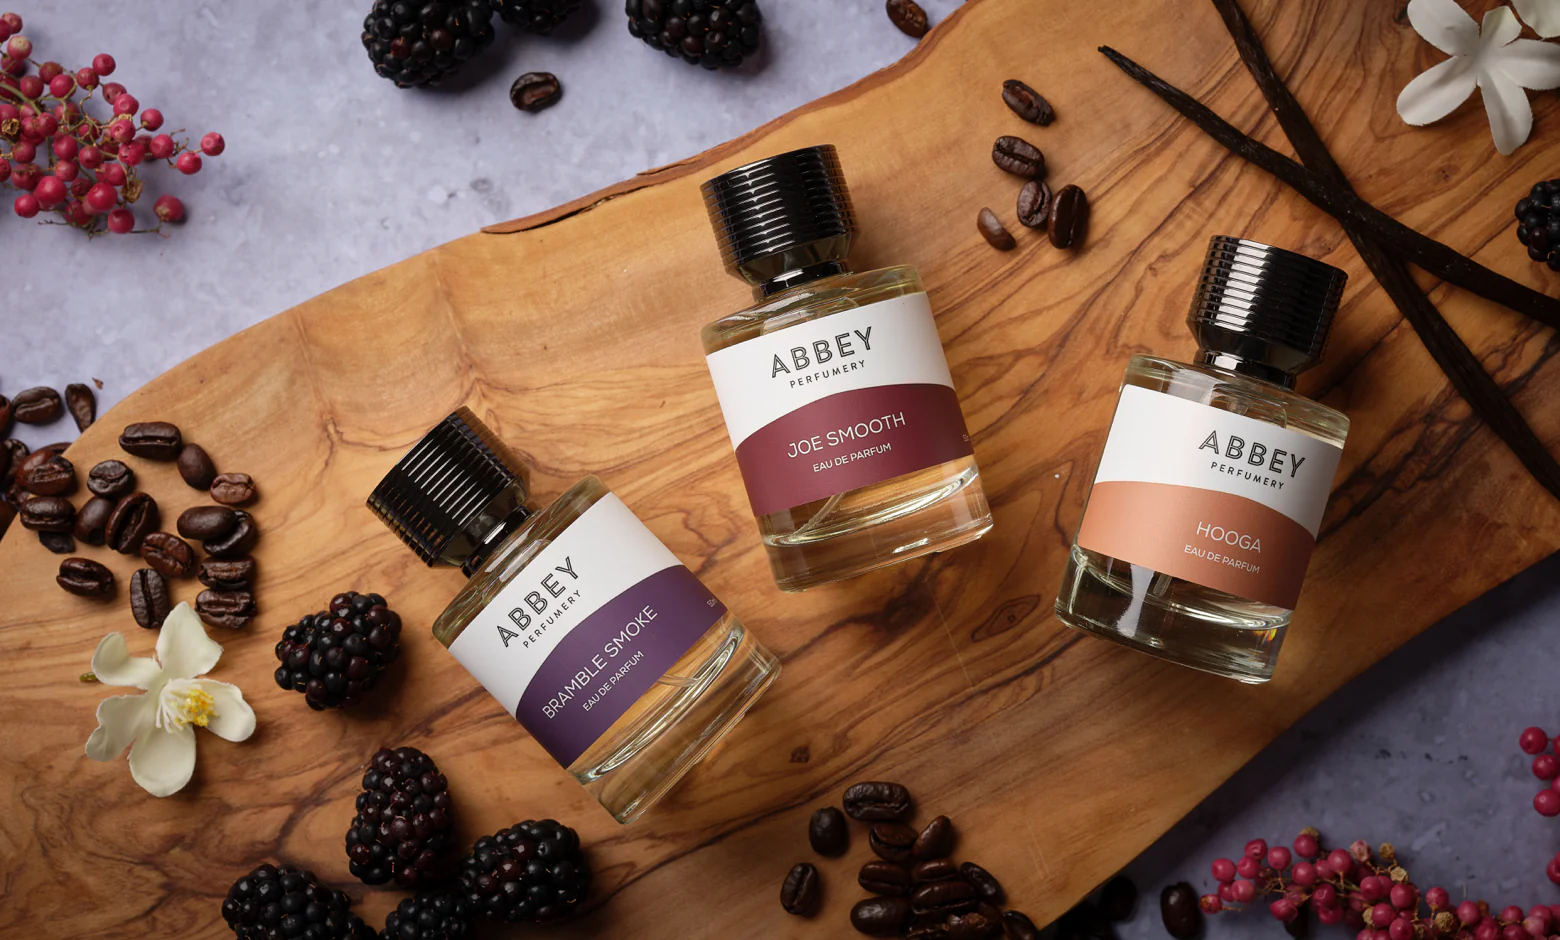 ABBEY
PERFUMERY
BRAMBLE SMOKE
EAU DE PARFUM
ABBEY
PERFUMERY
JOE SMOOTH
EAU DE PARFUM
ABBEY
PERFUMERY
HOOGA
EAU DE PARFUM